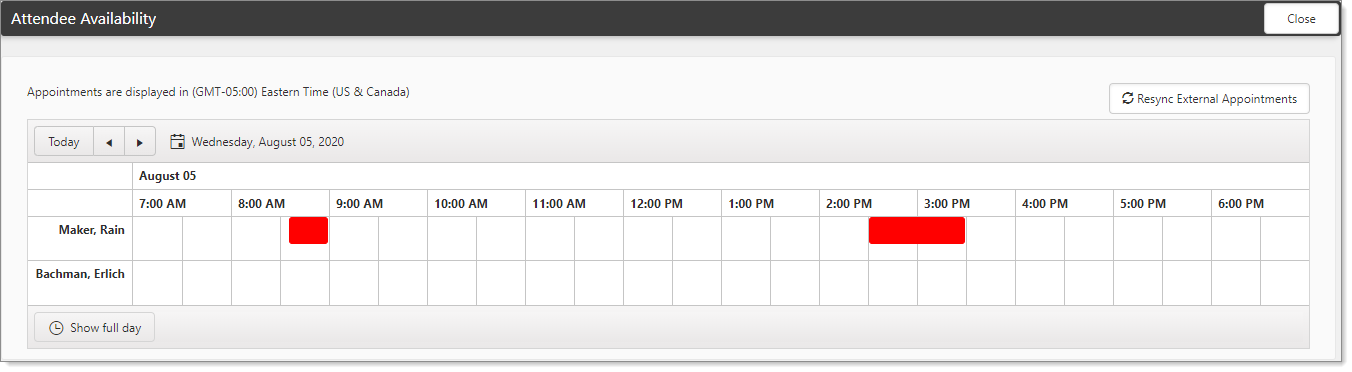 Attendee Availability
Close
Appointments are displayed in (GMT-05:00) Eastern Time (US & Canada)
Resync External Appointments
Today
Wednesday, August 05, 2020
August 05
7:00 AM 8:00 AM 9:00 AM 10:00 AM 11:00 AM 12:00 PM 1:00 PM 2:00 PM 3:00 PM 4:00 PM 5:00 PM 6:00 PM
Maker, Rain
Bachman, Erlich
Show full day